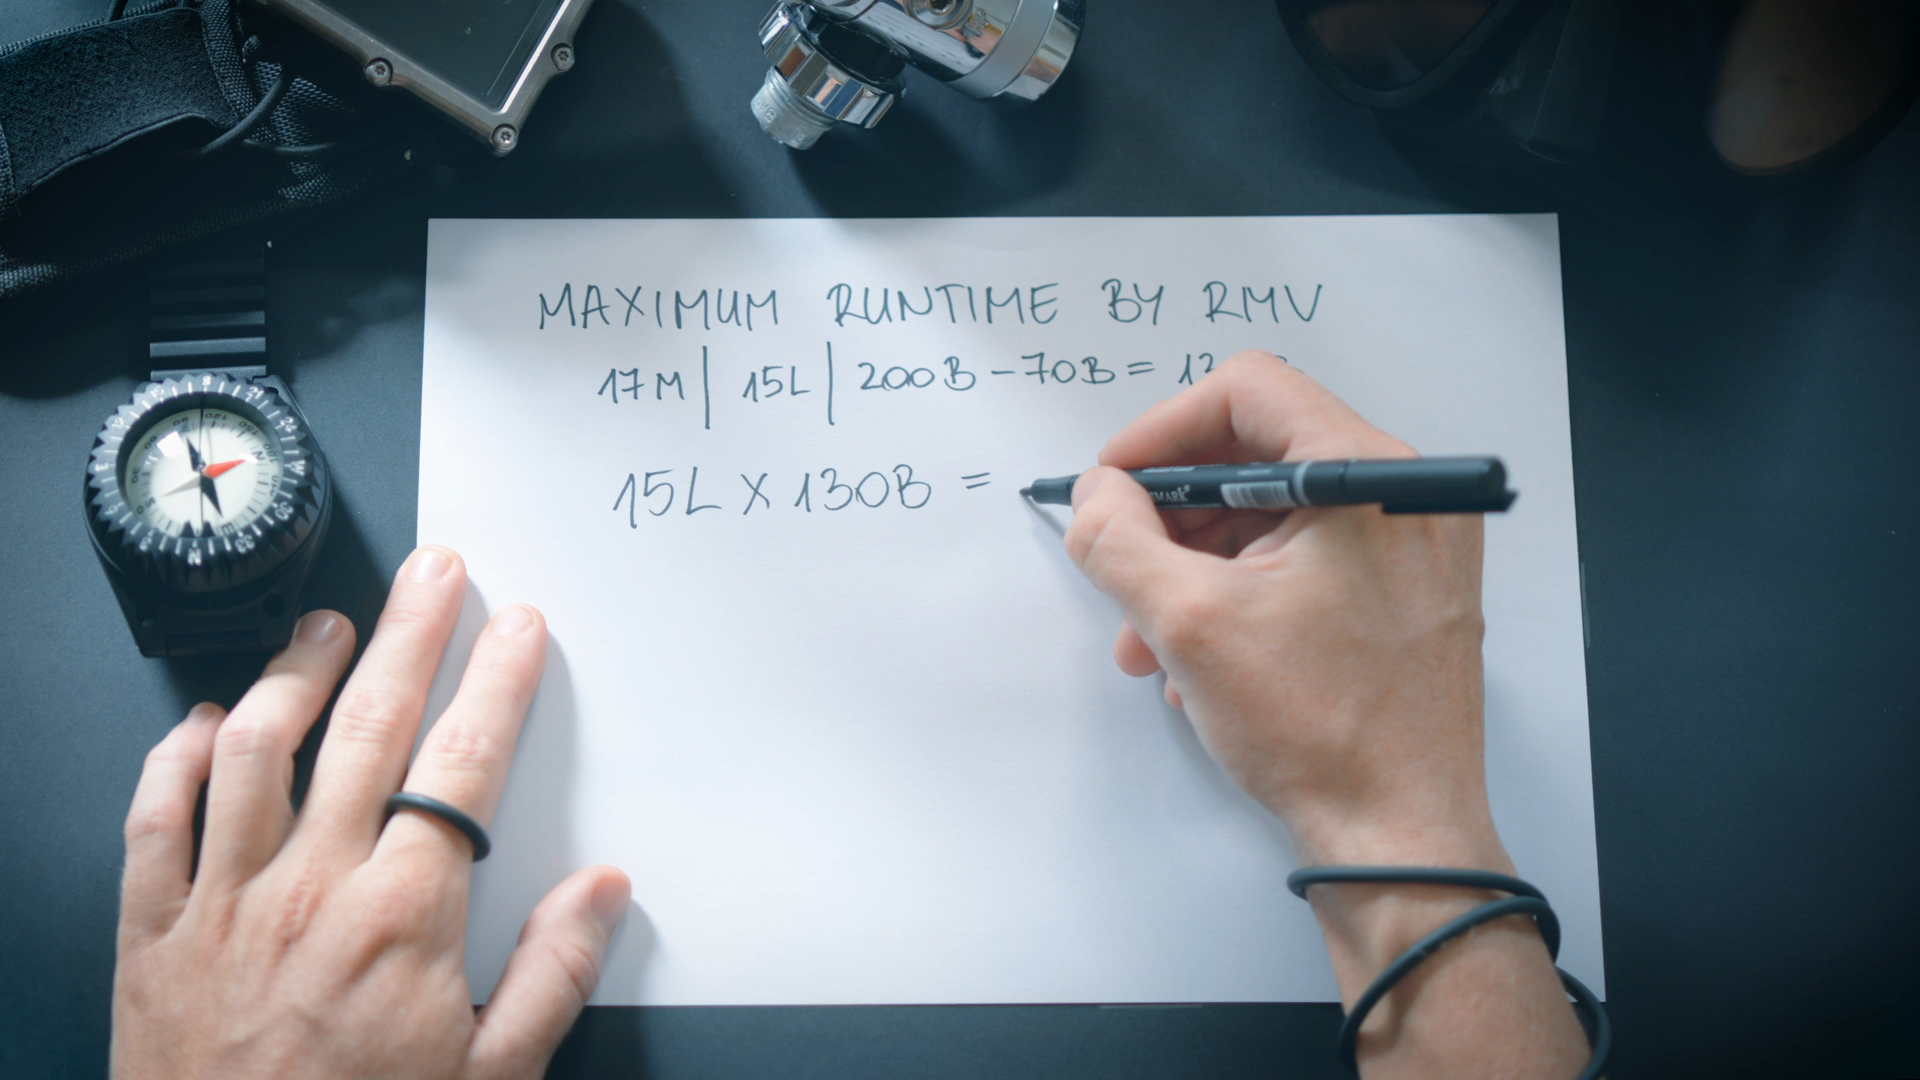 MAXIMUM RUNTIME BY RMV
17M | 15L | 200B - 70B =
15L X 130B =